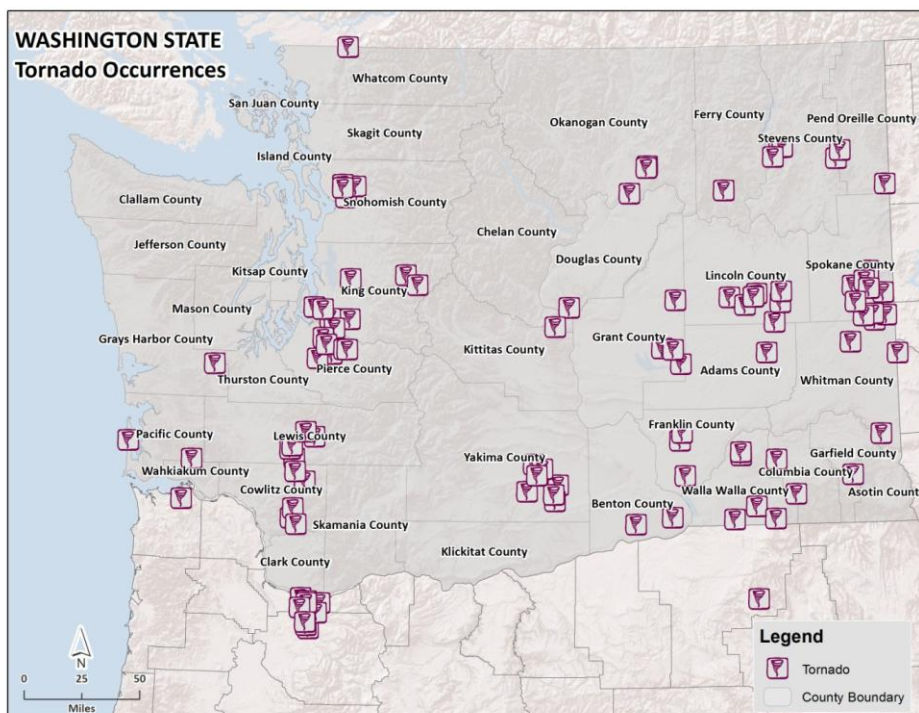 WASHINGTON STATE
Tornado Occurrences
Whatcom County
San Juan County
Skagit County
Okanogan County
Ferry County
Pend Oreille County
Stevens County
Island County
Clallam County
Snohomish County
Chelan County
Jefferson County
Douglas County
Kitsap County
King County
Lincoln County
Spokane County
Mason County
Grays Harbor County
Kittitas County
Grant County
Thurston County
Pierce County
Adams County
Whitman County
Pacific County
Lewis County
Franklin County
Garfield County
Wahkiakum County
Yakima County
Columbia County
Cowlitz County
Walla Walla County
Asotin Count
Skamania County
Benton County
Klickitat County
Clark County
N
0 25 50
Miles
Legend
Tornado
County Boundary